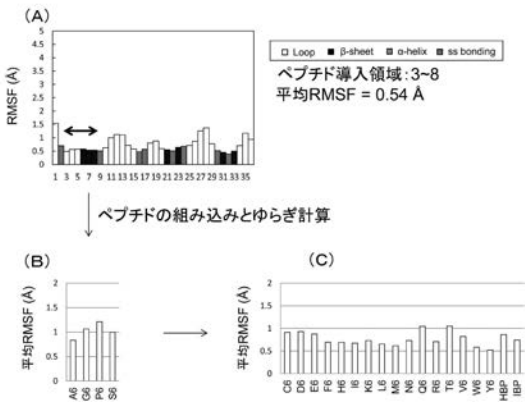 (A)
RMSF (Å)
5
4.5
4
3.5
3
2.5
2
1.5
1
0.5
0
1 3 5 7 9 11 13 15 17 19 21 23 25 27 29 31 33 35
Loop β-sheet α-helix ss bonding
ペプチド導入領域:3~8
平均RMSF = 0.54 Å
ペプチドの組み込みとゆらぎ計算
(B)
平均RMSF (Å)
2
1.5
1
0.5
0
A6 G6 P6 S6
(C)
平均RMSF (Å)
2
1.5
1
0.5
0
C6 D6 E6 F6 H6 I6 K6 L6 M6 N6 Q6 R6 T6 V6 W6 Y6 HBP IBP